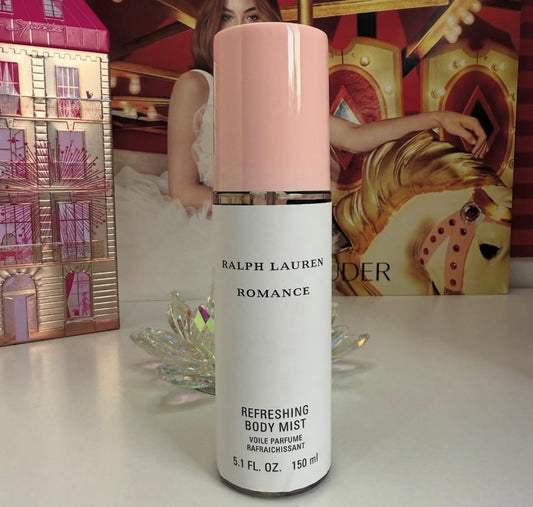 RALPH LAUREN
ROMANCE
REFRESHING
BODY MIST
VOILE PARFUME
RAFRAICHISSANT
5.1 FL. OZ. 150 ml
UDER